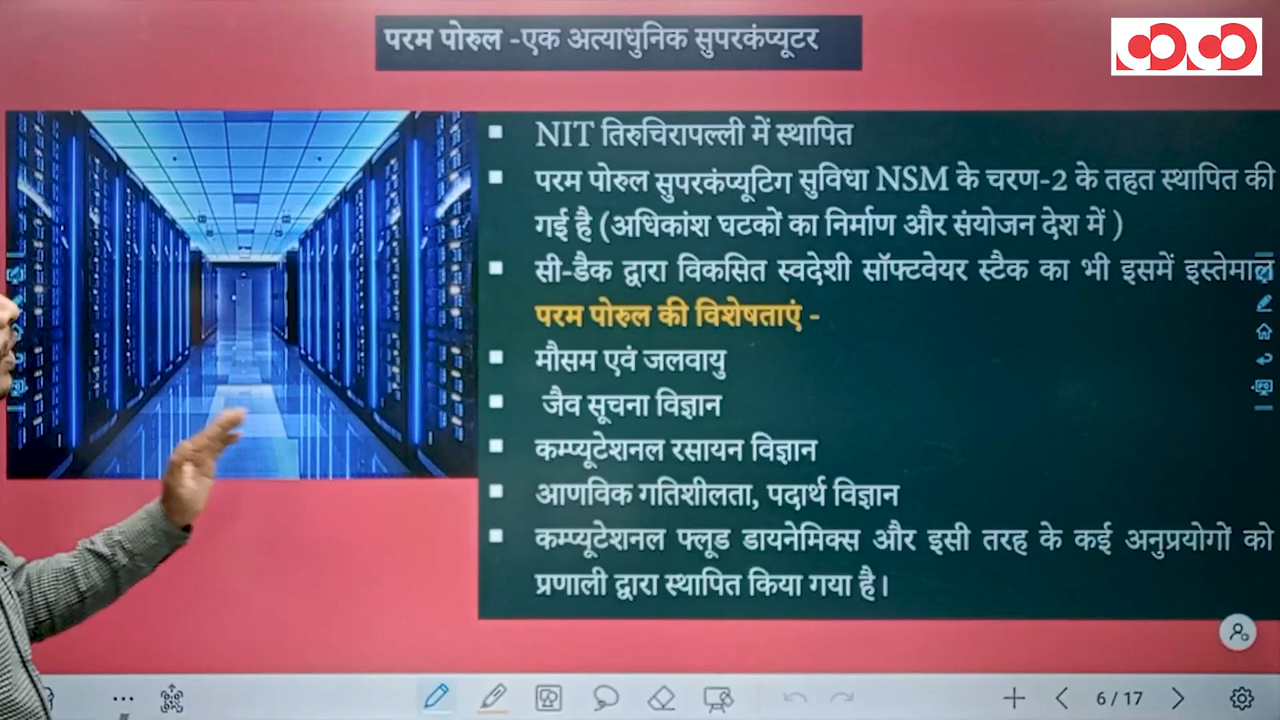 परम पोरुल -एक अत्याधुनिक सुपरकंप्यूटर
NIT तिरुचिरापल्ली में स्थापित
परम पोरुल सुपरकंप्यूटिग सुविधा NSM के चरण-2 के तहत स्थापित की
गई है (अधिकांश घटकों का निर्माण और संयोजन देश में )
सी-डैक द्वारा विकसित स्वदेशी सॉफ्टवेयर स्टैक का भी इसमें इस्तेमाल
परम पोरुल की विशेषताएं -
मौसम एवं जलवायु
जैव सूचना विज्ञान
कम्प्यूटेशनल रसायन विज्ञान
आणविक गतिशीलता, पदार्थ विज्ञान
कम्प्यूटेशनल फ्लूड डायनेमिक्स और इसी तरह के कई अनुप्रयोगों को
प्रणाली द्वारा स्थापित किया गया है।
6 / 17